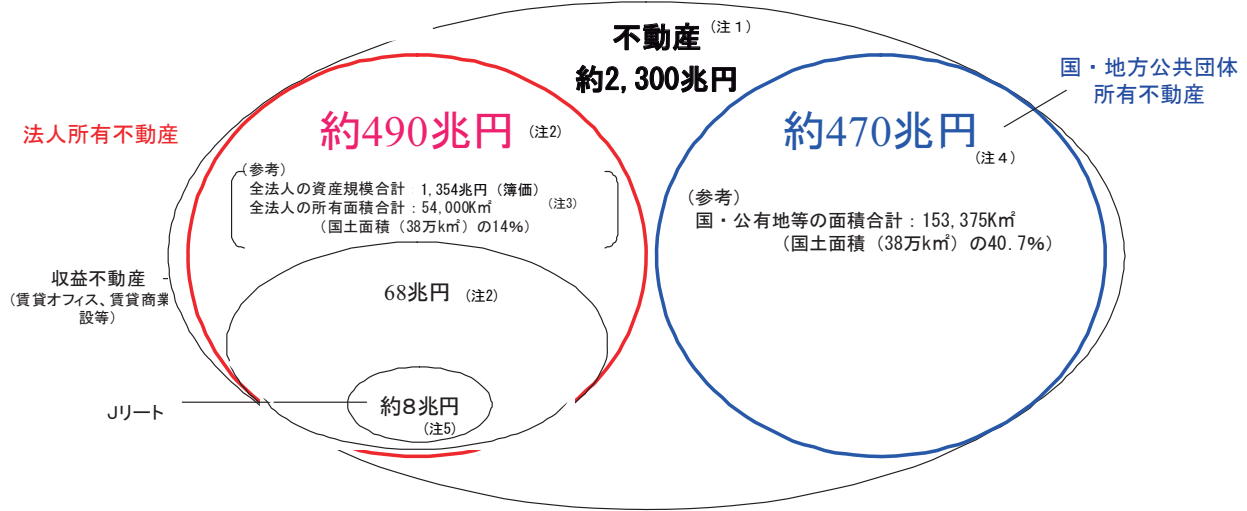 不動産（注１）
約2,300兆円
国・地方公共団体
所有不動産
法人所有不動産
約490兆円（注2）
（参考）
全法人の資産規模合計：1,354兆円（簿価）
全法人の所有面積合計：54,000K㎡（注3）
（国土面積（38万k㎡）の14%）
約470兆円（注４）
（参考）
国・公有地等の面積合計：153,375K㎡
（国土面積（38万k㎡）の40.7%）
収益不動産
（賃貸オフィス、賃貸商業
設等）
68兆円（注2）
Jリート
約８兆円
（注5）